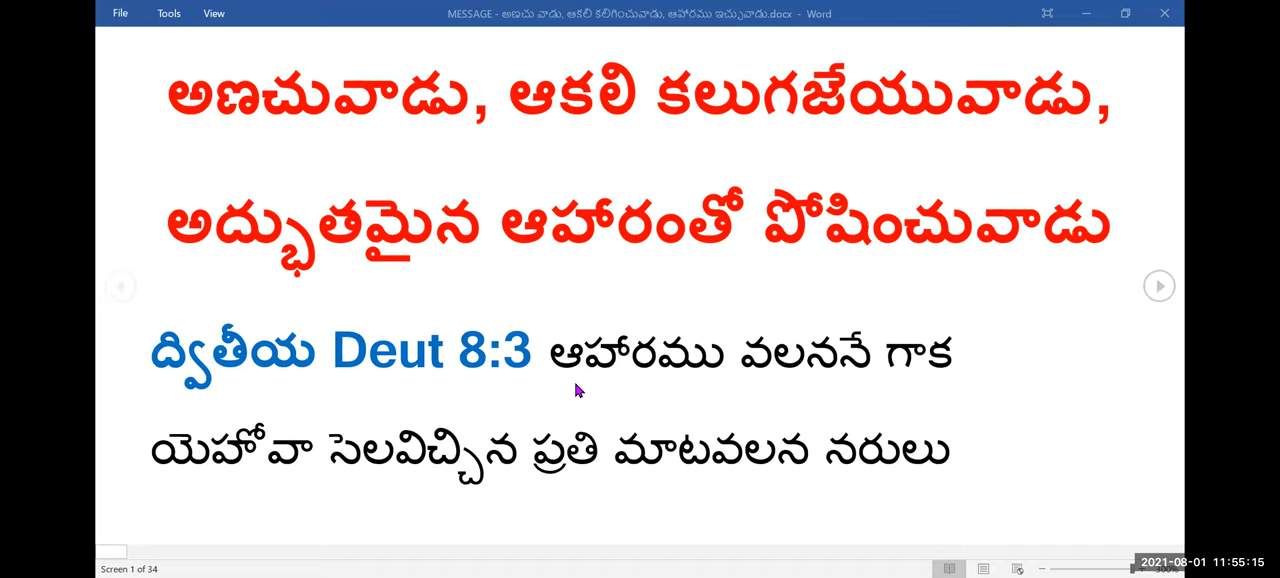 File Tools View MESSAGE - అణచు వాడు, ఆకలి కలిగించువాడు, ఆహారము ఇచ్చువాడు.docx - Word
అణచువాడు, ఆకలి కలుగజేయువాడు,
అద్భుతమైన ఆహారంతో పోషించువాడు
ద్వితీయ Deut 8:3 ఆహారము వలననే గాక
యెహోవా సెలవిచ్చిన ప్రతి మాటవలన నరులు
2021-08-01 11:55:15
Screen 1 of 34